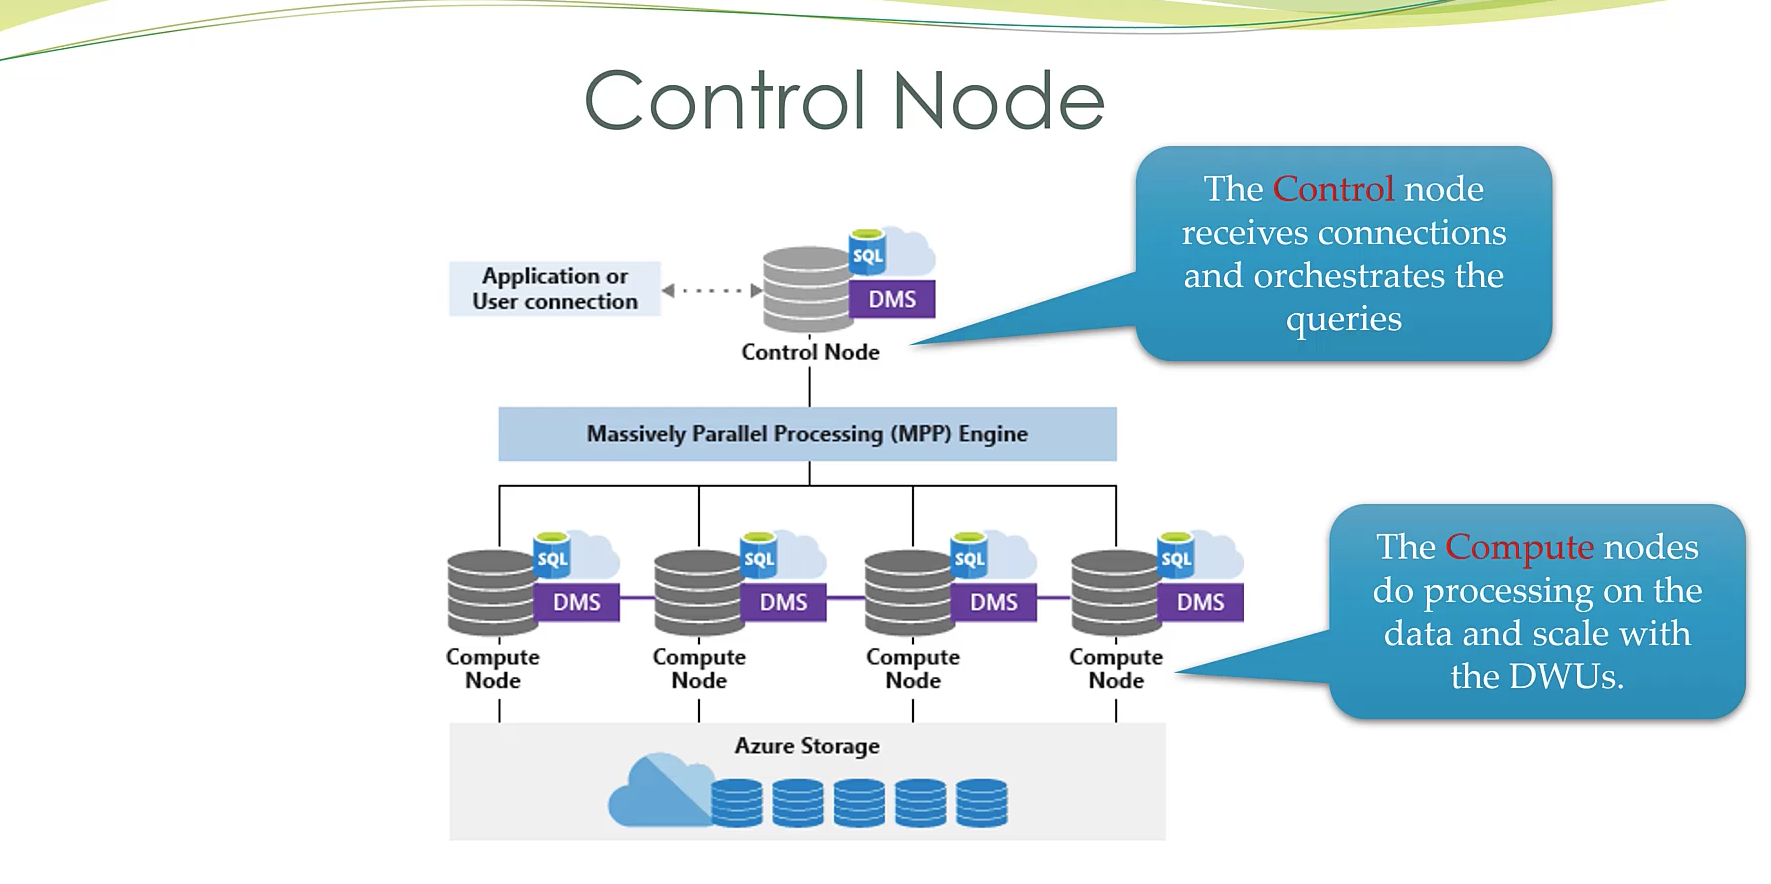 Control Node
The Control node
receives connections
and orchestrates the
queries
SQL
Application or
User connection
DMS
Control Node
Massively Parallel Processing (MPP) Engine
SQL
SQL
SQL
SQL
DMS
DMS
DMS
DMS
Compute
Node
Compute
Node
Compute
Node
Compute
Node
The Compute nodes
do processing on the
data and scale with
the DWUs.
Azure Storage